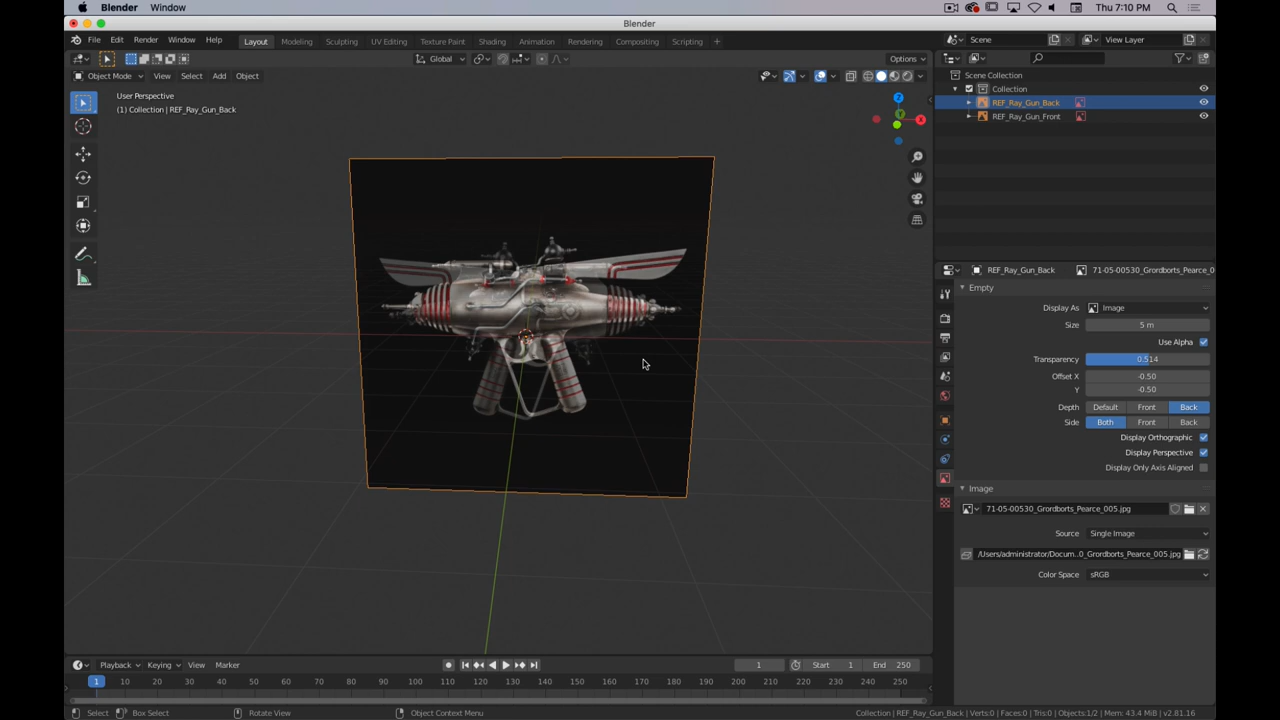 Blender Window Thu 7:10 PM
Blender
File Edit Render Window Help Layout Modeling Sculpting UV Editing Texture Paint Shading Animation Rendering Compositing Scripting + Scene View Layer
Global Options
Object Mode View Select Add Object
User Perspective
(1) Collection | REF_Ray_Gun_Back
Z
Y
X
Scene Collection
Collection
REF_Ray_Gun_Back
REF_Ray_Gun_Front
REF_Ray_Gun_Back 71-05-00530_Grordborts_Pearce_0
Empty
Display As Image
Size 5 m
Use Alpha
Transparency 0.514
Offset X -0.50
Y -0.50
Depth Default Front Back
Side Both Front Back
Display Orthographic
Display Perspective
Display Only Axis Aligned
Image
71-05-00530_Grordborts_Pearce_005.jpg
Source Single Image
/Users/administrator/Docum..0_Grordborts_Pearce_005.jpg
Color Space sRGB
Playback Keying View Marker 1 Start 1 End 250
1 10 20 30 40 50 60 70 80 90 100 110 120 130 140 150 160 170 180 190 200 210 220 230 240 250
Select Box Select Rotate View Object Context Menu Collection | REF_Ray_Gun_Back | Verts:0 | Faces:0 | Tris:0 | Objects:1/2 | Mem: 43.4 MiB | v2.81.16